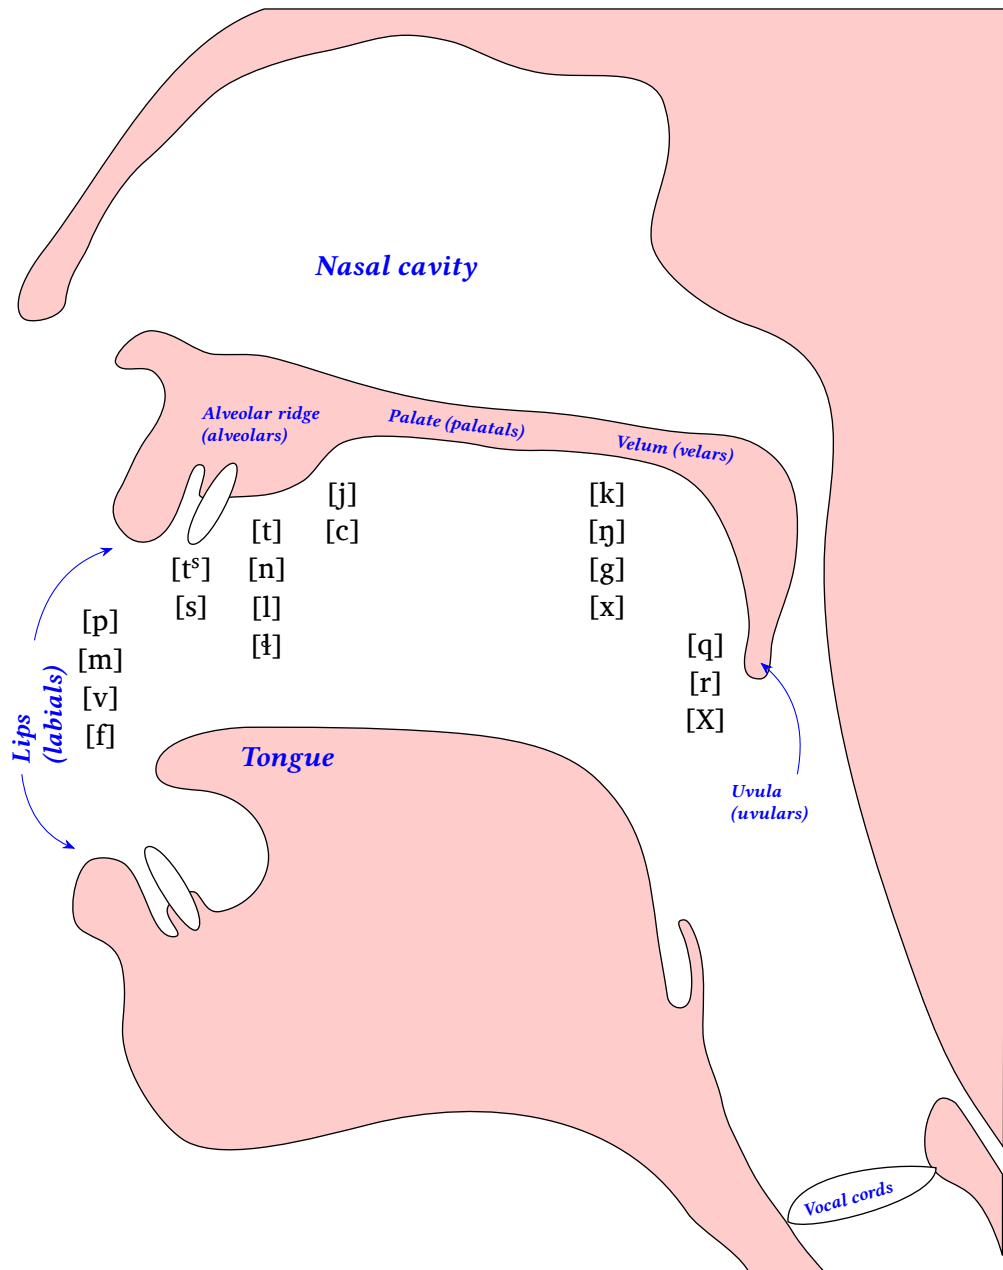 Nasal cavity
Alveolar ridge
(alveolars)
Palate (palatals)
Velum (velars)
[j]
[c]
[k]
[ŋ]
[g]
[x]
[t]
[n]
[l]
[ɬ]
[tˢ]
[s]
[p]
[m]
[v]
[f]
Lips
(labials)
[q]
[r]
[X]
Tongue
Uvula
(uvulars)
Vocal cords